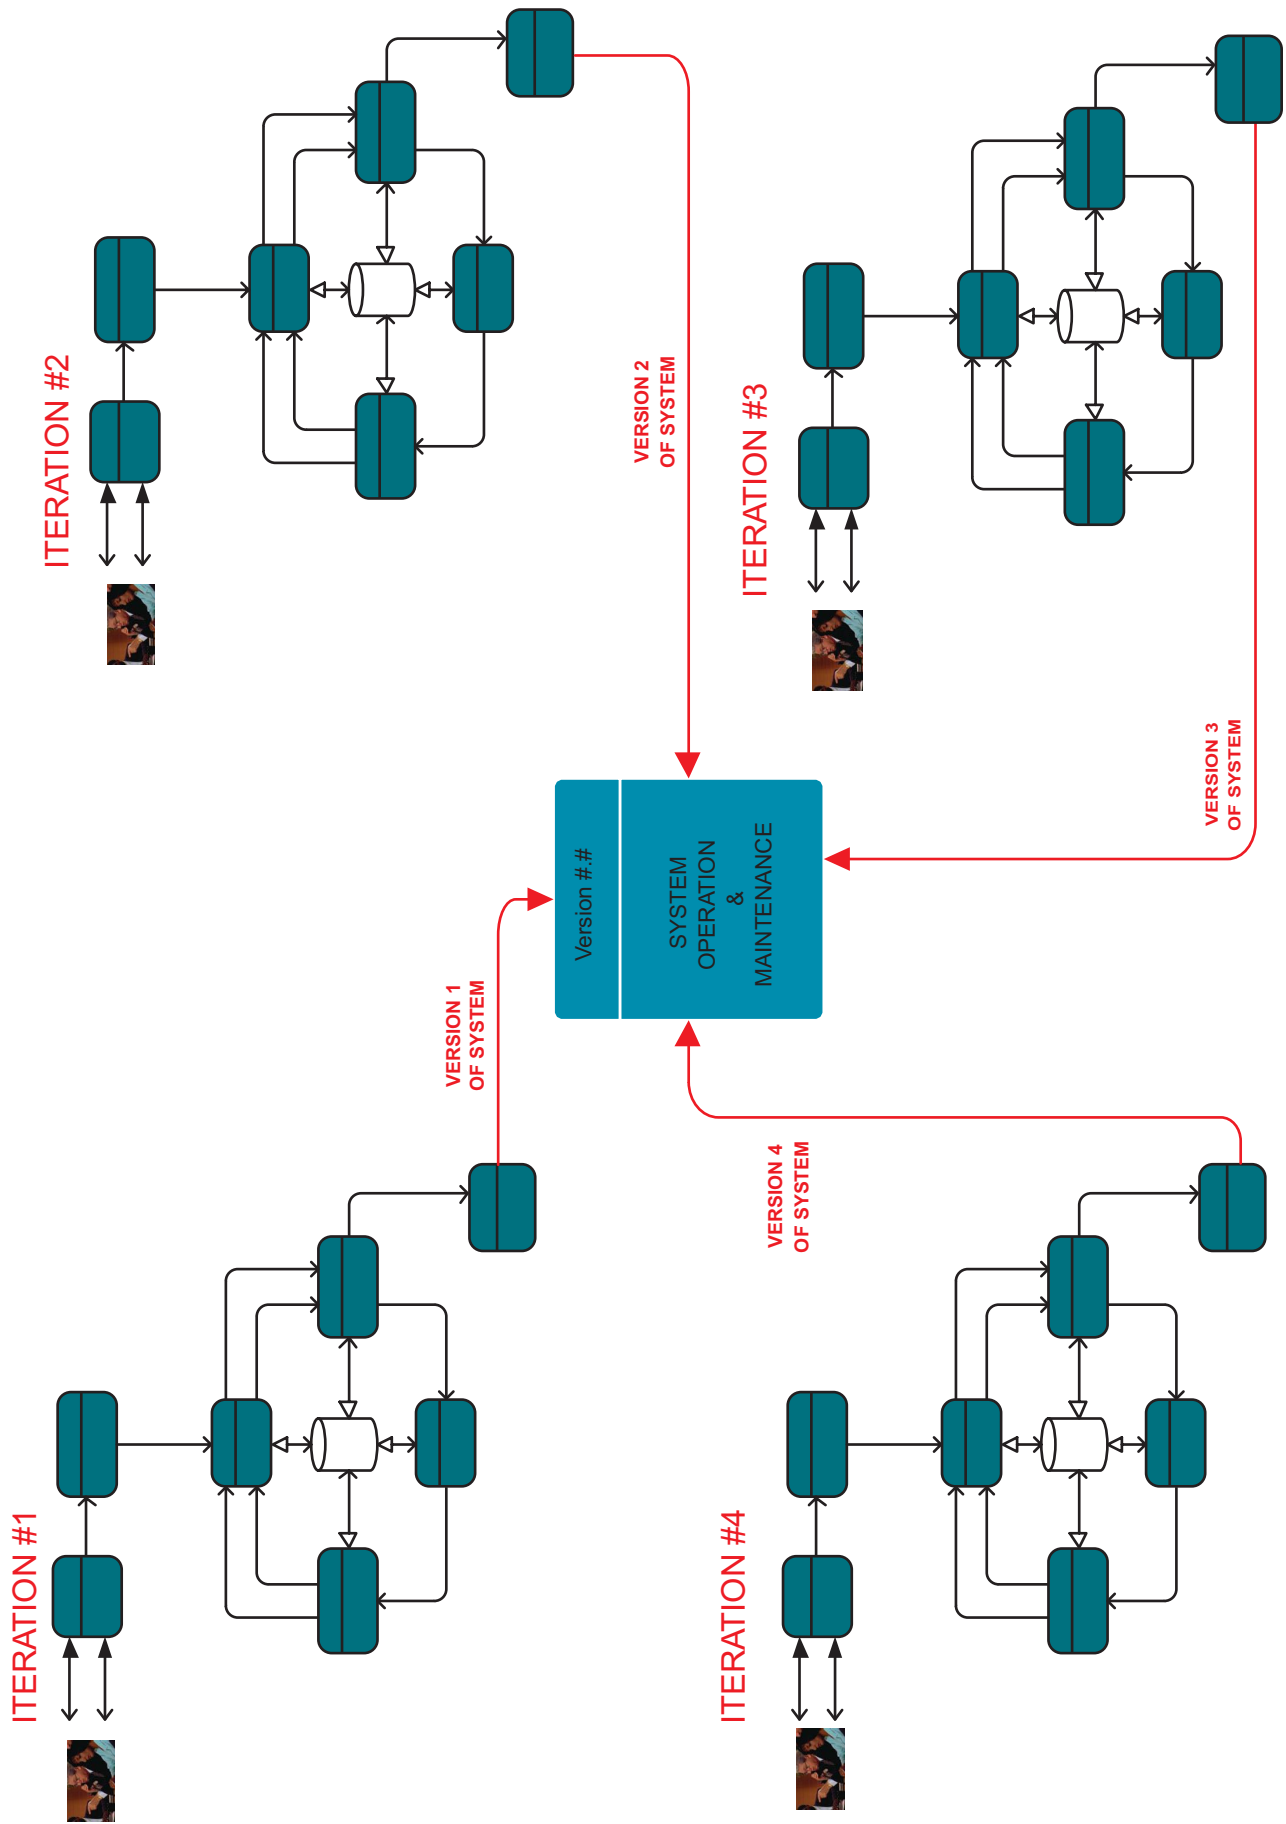 ITERATION #1
VERSION 1
OF SYSTEM
ITERATION #2
VERSION 2
OF SYSTEM
Version #.#
SYSTEM
OPERATION
&
MAINTENANCE
ITERATION #4
VERSION 4
OF SYSTEM
ITERATION #3
VERSION 3
OF SYSTEM